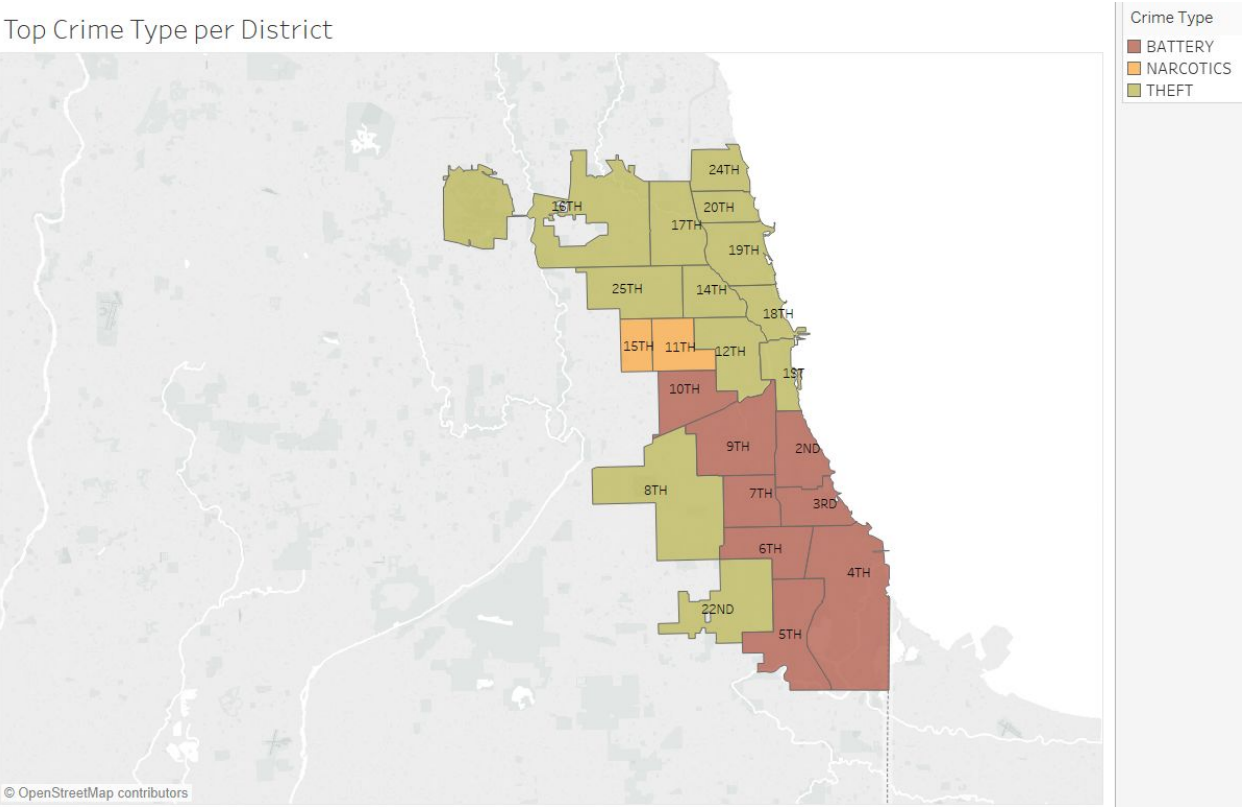 Top Crime Type per District
Crime Type
BATTERY
NARCOTICS
THEFT
24TH
16TH
20TH
17TH
19TH
25TH
14TH
18TH
15TH
11TH
12TH
1ST
10TH
9TH
2ND
8TH
7TH
3RD
6TH
4TH
22ND
5TH
© OpenStreetMap contributors